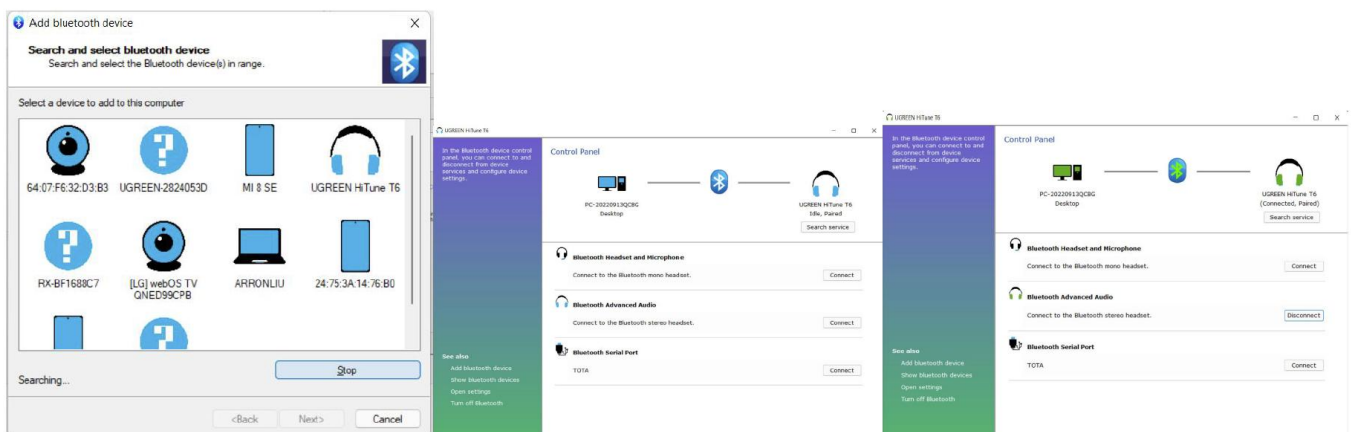 Add bluetooth device
Search and select bluetooth device
Search and select the Bluetooth device(s) in range.
Select a device to add to this computer
64:07:F6:32:D3:B3
UGREEN-2824053D
MI 8 SE
UGREEN HiTune T6
RX-BF1688C7
[LG] webOS TV
QNED99CPB
ARRONLIU
24:75:3A:14:76:B0
Searching...
Stop
<Back
Next>
Cancel
UGREEN HiTune T6
In the Bluetooth device control
panel, you can connect to and
disconnect from device
services and configure device
settings.
Control Panel
PC-20220913QCBG
Desktop
UGREEN HiTune T6
Idle, Paired
Search service
Bluetooth Headset and Microphone
Connect to the Bluetooth mono headset.
Connect
Bluetooth Advanced Audio
Connect to the Bluetooth stereo headset.
Connect
Bluetooth Serial Port
TOTA
Connect
See also
Add bluetooth device
Show bluetooth devices
Open settings
Turn off Bluetooth
UGREEN HiTune T6
In the Bluetooth device control
panel, you can connect to and
disconnect from device
services and configure device
settings.
Control Panel
PC-20220913QCBG
Desktop
UGREEN HiTune T6
(Connected, Paired)
Search service
Bluetooth Headset and Microphone
Connect to the Bluetooth mono headset.
Connect
Bluetooth Advanced Audio
Connect to the Bluetooth stereo headset.
Disconnect
Bluetooth Serial Port
TOTA
Connect
See also
Add bluetooth device
Show bluetooth devices
Open settings
Turn off Bluetooth